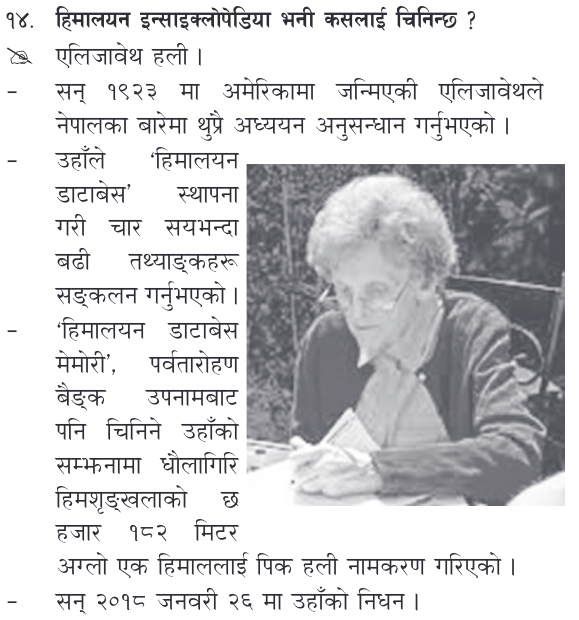 १४. हिमालयन इन्साइक्लोपेडिया भनी कसलाई चिनिन्छ ?
एलिजावेथ हली ।
– सन् १९२३ मा अमेरिकामा जन्मिएकी एलिजावेथले
नेपालका बारेमा थुप्रै अध्ययन अनुसन्धान गर्नुभएको ।
– उहाँले ‘हिमालयन
डाटाबेस’ स्थापना
गरी चार सयभन्दा
बढी तथ्याङ्कहरू
सङ्कलन गर्नुभएको ।
– ‘हिमालयन डाटाबेस
मेमोरी’, पर्वतारोहण
बैङ्क उपनामबाट
पनि चिनिने उहाँको
सम्झनामा धौलागिरि
हिमशृङ्खलाको छ
हजार १८२ मिटर
अग्लो एक हिमाललाई पिक हली नामकरण गरिएको ।
– सन् २०१८ जनवरी २६ मा उहाँको निधन ।